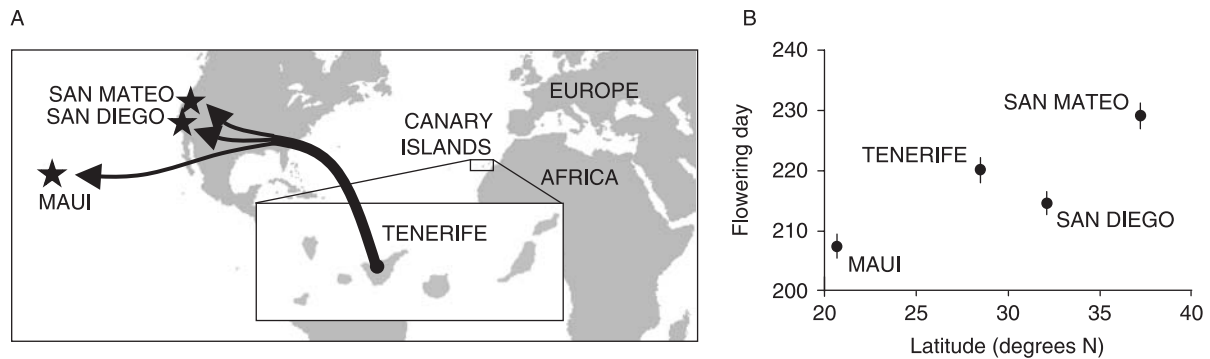 A
SAN MATEO
SAN DIEGO
MAUI
CANARY
ISLANDS
EUROPE
AFRICA
TENERIFE
B
Flowering day
240
230
220
210
200
SAN MATEO
TENERIFE
SAN DIEGO
MAUI
20 25 30 35 40
Latitude (degrees N)